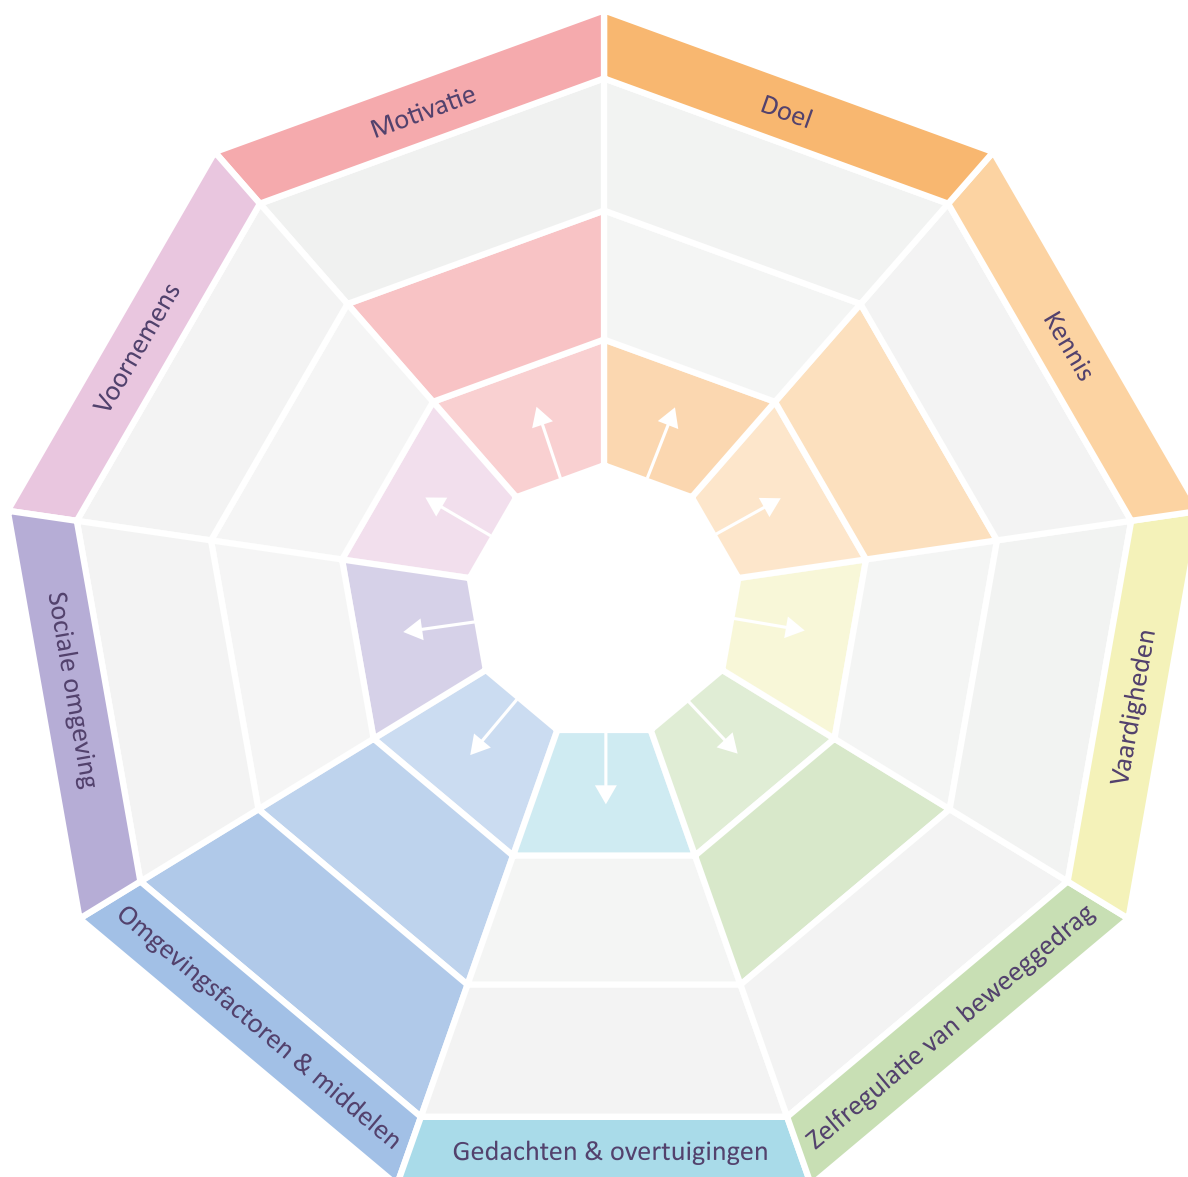 Motivatie
Doel
Kennis
Vaardigheden
Zelfregulatie van beweeggedrag
Gedachten & overtuigingen
Omgevingsfactoren & middelen
Sociale omgeving
Voornemens